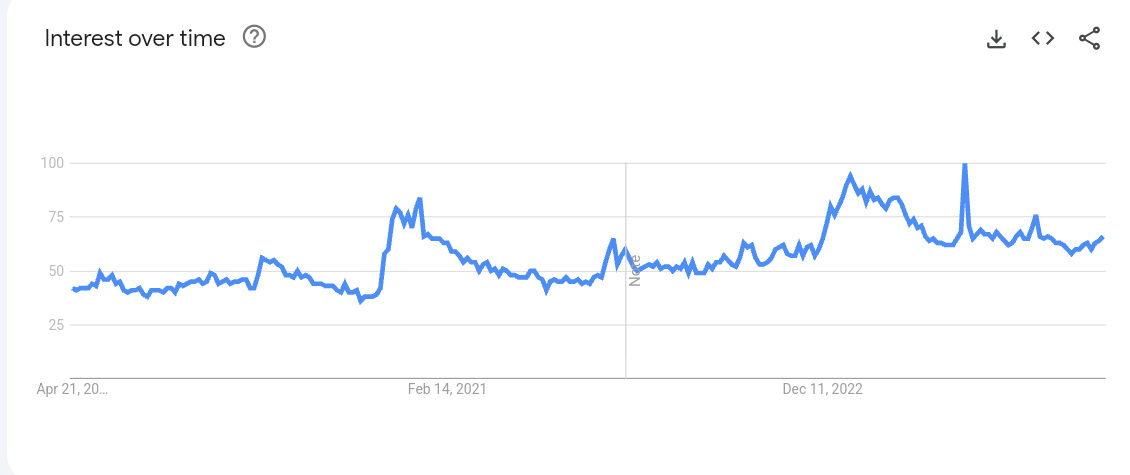 Interest over time
100
75
50
25
Note
Apr 21, 20...
Feb 14, 2021
Dec 11, 2022